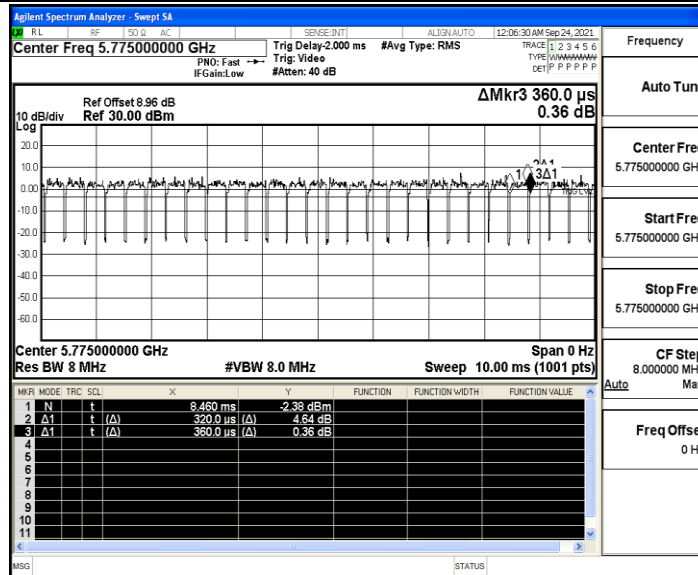 Agilent Spectrum Analyzer - Swept SA
RL RF 50 Ω AC SENSE:INT ALIGN AUTO 12:06:30 AM Sep 24, 2021
Center Freq 5.775000000 GHz
PNO: Fast
IFGain:Low
Trig Delay-2.000 ms
Trig: Video
#Atten: 40 dB
#Avg Type: RMS
TRACE 1 2 3 4 5 6
TYPE
DET P P P P P P
ΔMkr3 360.0 µs
0.36 dB
Ref Offset 8.96 dB
10 dB/div Ref 30.00 dBm
Log
20.0
10.0
0.00
-10.0
-20.0
-30.0
-40.0
-50.0
-60.0
1 3Δ1
Center 5.775000000 GHz Span 0 Hz
Res BW 8 MHz #VBW 8.0 MHz Sweep 10.00 ms (1001 pts)
MKR MODE TRC SCL X Y FUNCTION FUNCTION WIDTH FUNCTION VALUE
1 N t 8.460 ms -2.38 dBm
2 Δ1 t (Δ) 320.0 µs (Δ) 4.64 dB
3 Δ1 t (Δ) 360.0 µs (Δ) 0.36 dB
4
5
6
7
8
9
10
11
MSG STATUS
Frequency
Auto Tun
Center Fre
5.775000000 GH
Start Fre
5.775000000 GH
Stop Fre
5.775000000 GH
CF Step
8.000000 MH
Auto Ma
Freq Offse
0 H